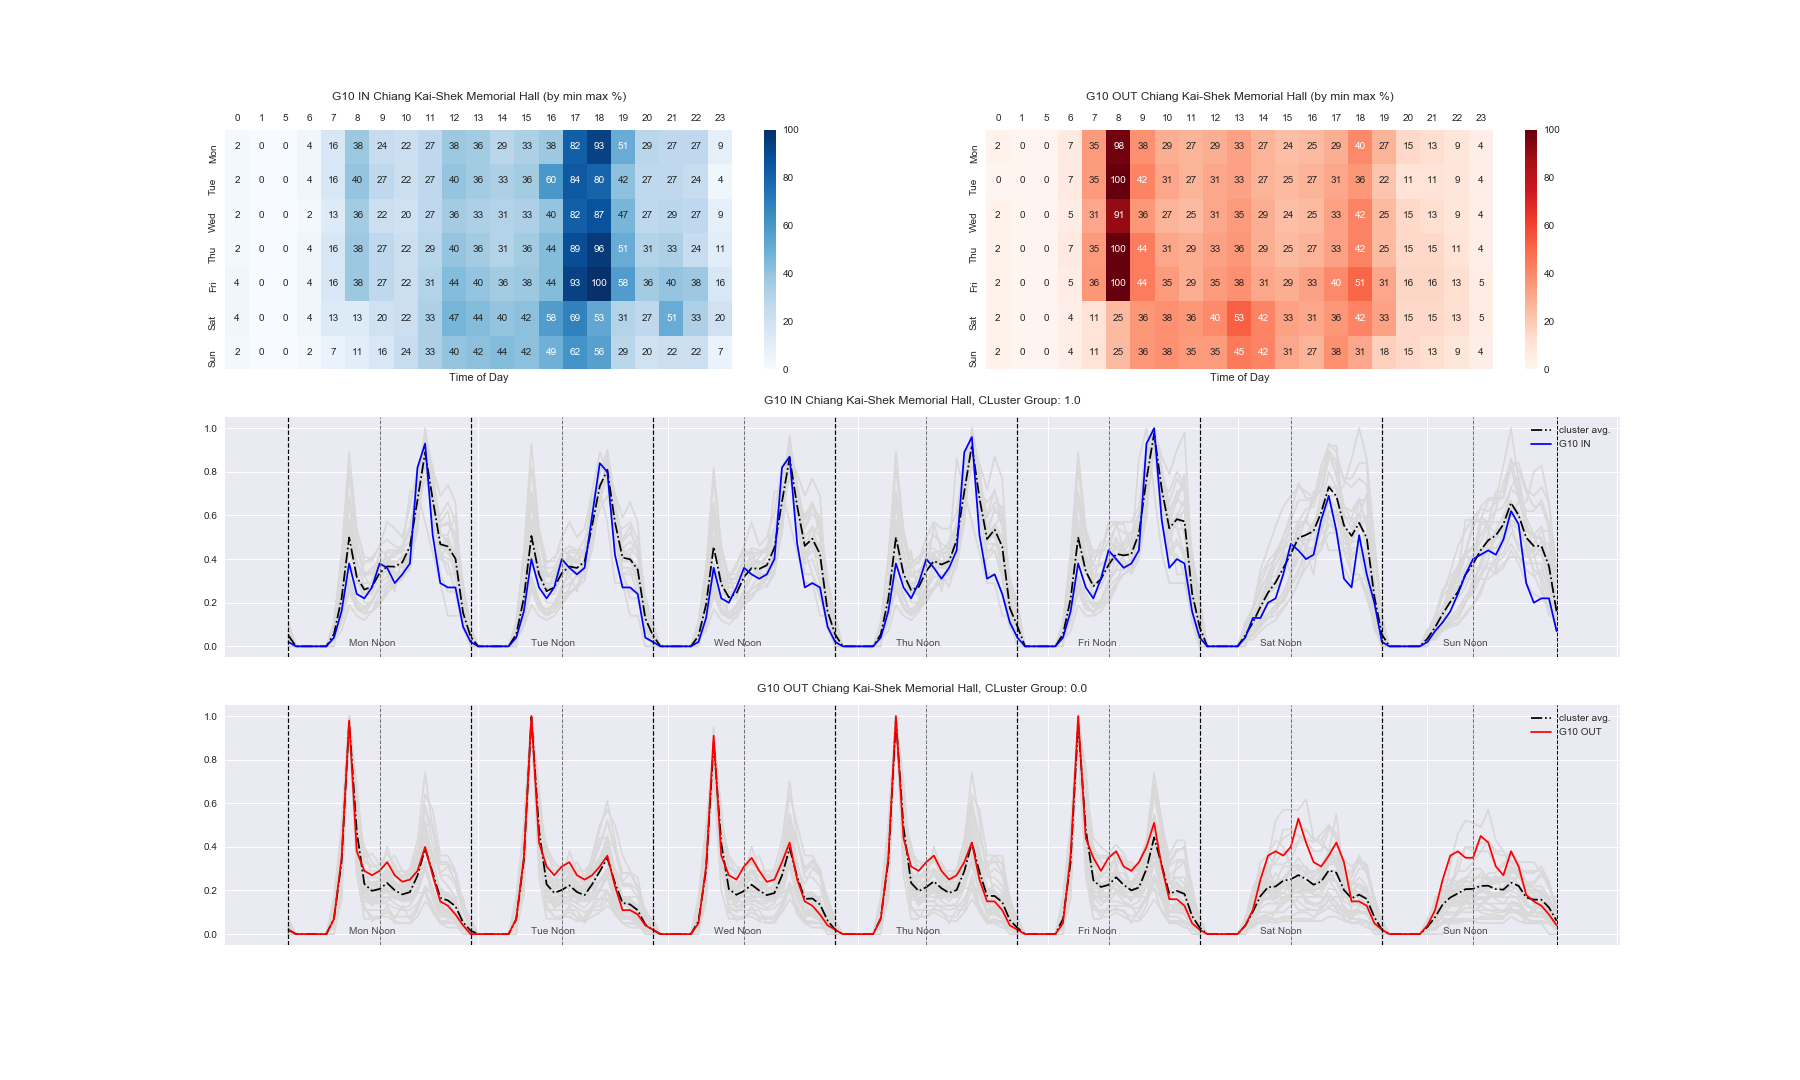 G10 IN Chiang Kai-Shek Memorial Hall (by min max %)
0 1 5 6 7 8 9 10 11 12 13 14 15 16 17 18 19 20 21 22 23
Mon 2 0 0 4 16 38 24 22 27 38 36 29 33 38 82 93 51 29 27 27 9
Tue 2 0 0 4 16 40 27 22 27 40 36 33 36 60 84 80 42 27 27 24 4
Wed 2 0 0 2 13 36 22 20 27 36 33 31 33 40 82 87 47 27 29 27 9
Thu 2 0 0 4 16 38 27 22 29 40 36 31 36 44 89 96 51 31 33 24 11
Fri 4 0 0 4 16 38 27 22 31 44 40 36 38 44 93 100 58 36 40 38 16
Sat 4 0 0 4 13 13 20 22 33 47 44 40 42 58 69 53 31 27 51 33 20
Sun 2 0 0 2 7 11 16 24 33 40 42 44 42 49 62 56 29 20 22 22 7
Time of Day
100
80
60
40
20
0
G10 OUT Chiang Kai-Shek Memorial Hall (by min max %)
0 1 5 6 7 8 9 10 11 12 13 14 15 16 17 18 19 20 21 22 23
Mon 2 0 0 7 35 98 38 29 27 29 33 27 24 25 29 40 27 15 13 9 4
Tue 0 0 0 7 35 100 42 31 27 31 33 27 25 27 31 36 22 11 11 9 4
Wed 2 0 0 5 31 91 36 27 25 31 35 29 24 25 33 42 25 15 13 9 4
Thu 2 0 0 7 35 100 44 31 29 33 36 29 25 27 33 42 25 15 15 11 4
Fri 2 0 0 5 36 100 44 35 29 35 38 31 29 33 40 51 31 16 16 13 5
Sat 2 0 0 4 11 25 36 38 36 40 53 42 33 31 36 42 33 15 15 13 5
Sun 2 0 0 4 11 25 36 38 35 35 45 42 31 27 38 31 18 15 13 9 4
Time of Day
100
80
60
40
20
0
G10 IN Chiang Kai-Shek Memorial Hall, CLuster Group: 1.0
1.0
0.8
0.6
0.4
0.2
0.0
cluster avg.
G10 IN
Mon Noon Tue Noon Wed Noon Thu Noon Fri Noon Sat Noon Sun Noon
G10 OUT Chiang Kai-Shek Memorial Hall, CLuster Group: 0.0
1.0
0.8
0.6
0.4
0.2
0.0
cluster avg.
G10 OUT
Mon Noon Tue Noon Wed Noon Thu Noon Fri Noon Sat Noon Sun Noon